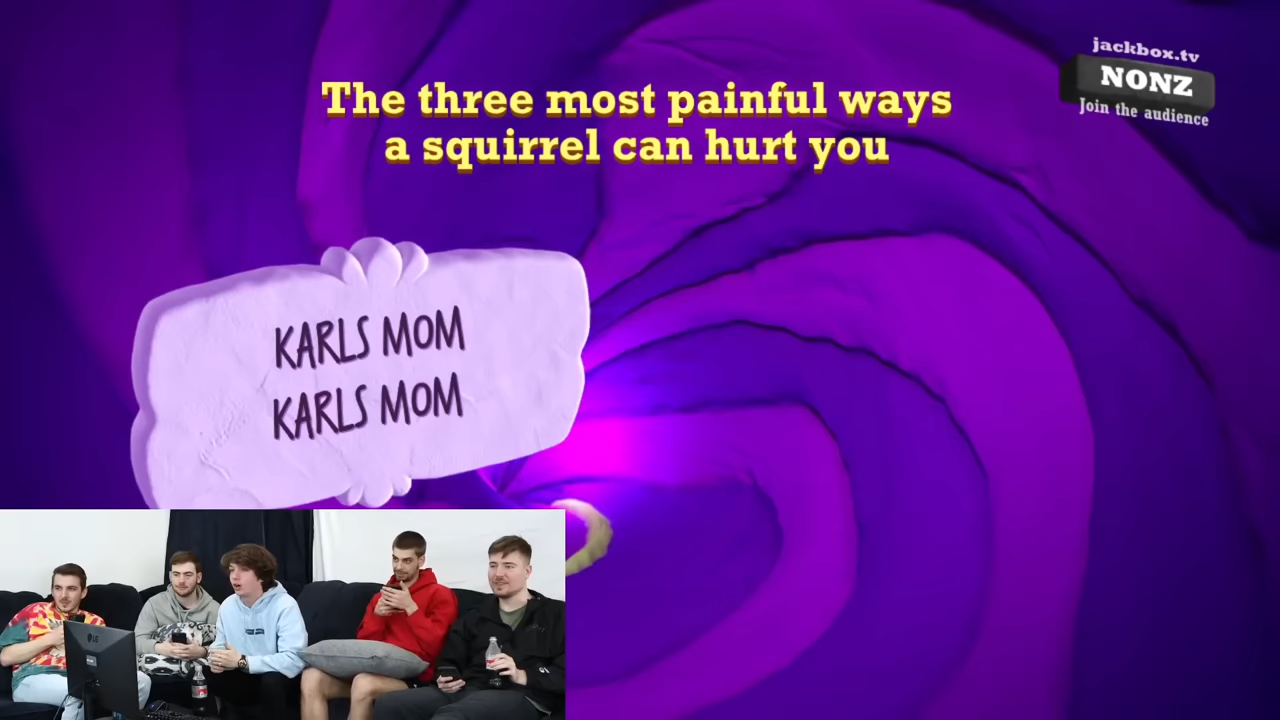 jackbox.tv
NONZ
Join the audience
The three most painful ways
a squirrel can hurt you
KARLS MOM
KARLS MOM
LG